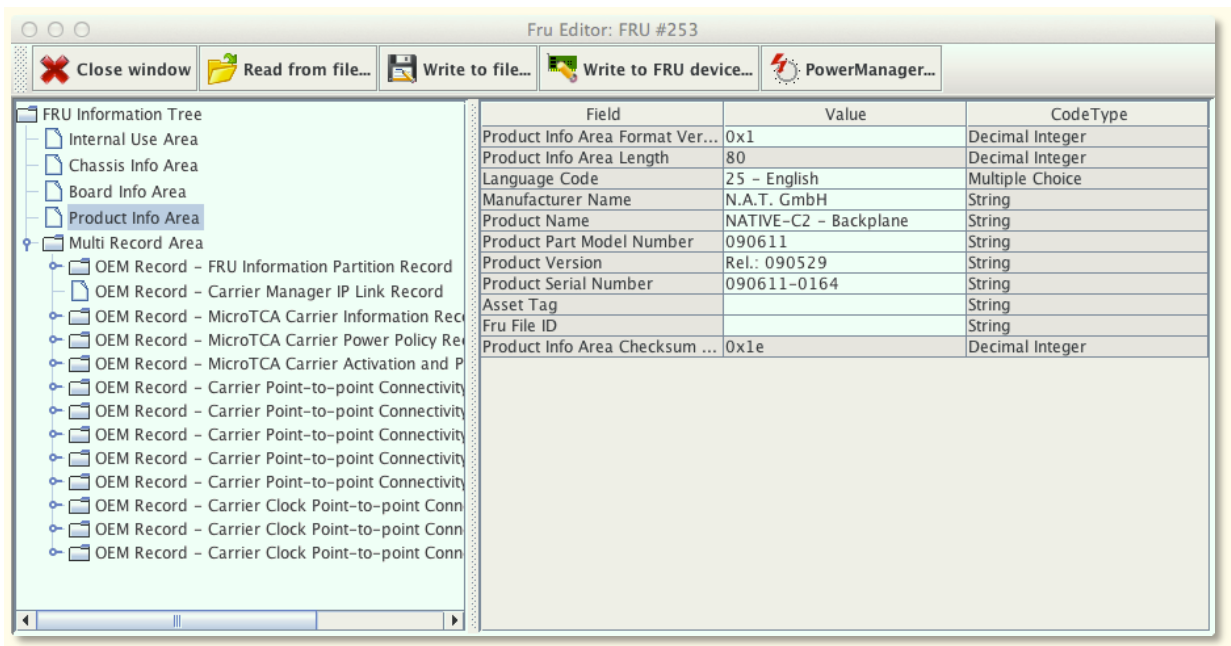 Fru Editor: FRU #253
Close window Read from file... Write to file... Write to FRU device... PowerManager...
FRU Information Tree
Internal Use Area
Chassis Info Area
Board Info Area
Product Info Area
Multi Record Area
OEM Record – FRU Information Partition Record
OEM Record – Carrier Manager IP Link Record
OEM Record – MicroTCA Carrier Information Rec
OEM Record – MicroTCA Carrier Power Policy Re
OEM Record – MicroTCA Carrier Activation and P
OEM Record – Carrier Point-to-point Connectivity
OEM Record – Carrier Point-to-point Connectivity
OEM Record – Carrier Point-to-point Connectivity
OEM Record – Carrier Point-to-point Connectivity
OEM Record – Carrier Point-to-point Connectivity
OEM Record – Carrier Clock Point-to-point Conn
OEM Record – Carrier Clock Point-to-point Conn
OEM Record – Carrier Clock Point-to-point Conn
Field Value CodeType
Product Info Area Format Ver... 0x1 Decimal Integer
Product Info Area Length 80 Decimal Integer
Language Code 25 – English Multiple Choice
Manufacturer Name N.A.T. GmbH String
Product Name NATIVE-C2 – Backplane String
Product Part Model Number 090611 String
Product Version Rel.: 090529 String
Product Serial Number 090611-0164 String
Asset Tag String
Fru File ID String
Product Info Area Checksum ... 0x1e Decimal Integer